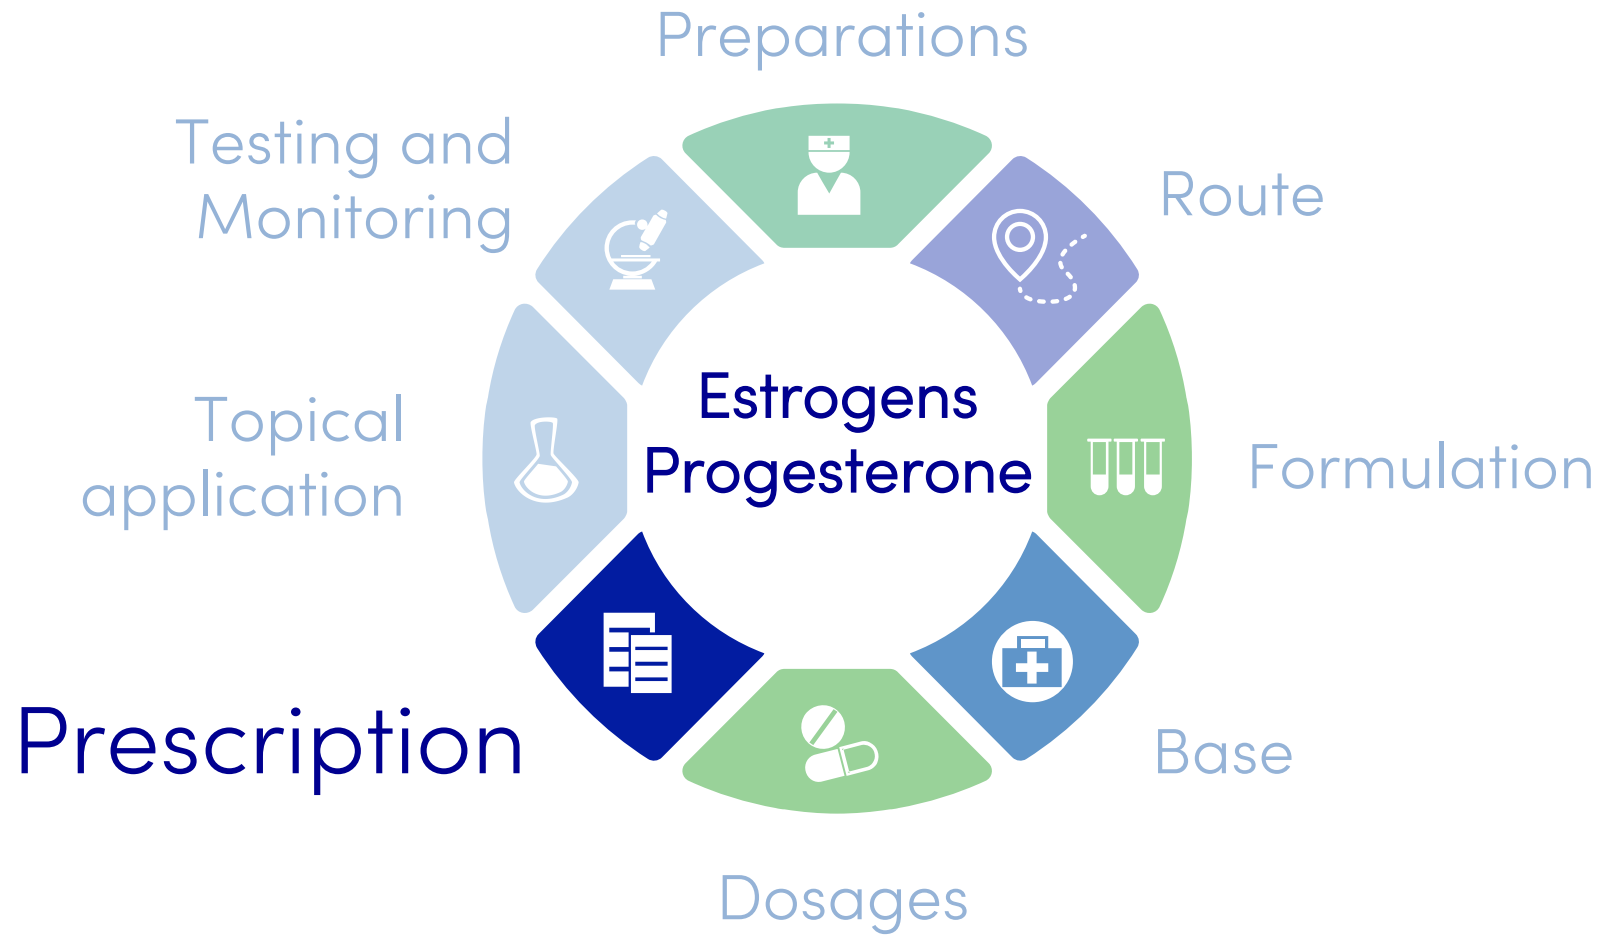 Preparations
Testing and
Monitoring
Route
Estrogens
Progesterone
Topical
application
Formulation
Prescription
Base
Dosages